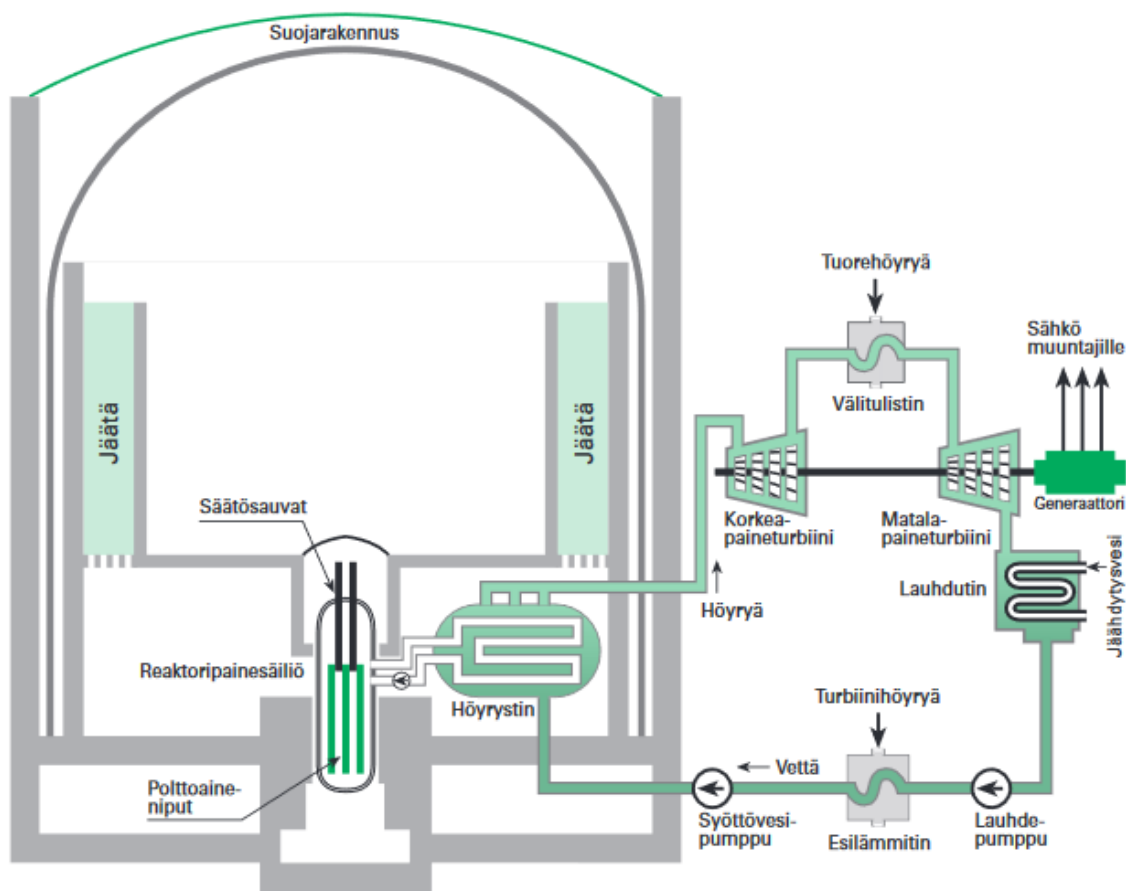 Suojarakennus
Tuorehöyryä
Sähkö
muuntajille
Välitulistin
Jäätä
Jäätä
Säätösauvat
Korkea-
paineturbiini
Matala-
paineturbiini
Generaattori
Lauhdutin
Jäähdytysvesi
Höyryä
Reaktoripainesäiliö
Höyrystin
Turbiinihöyryä
Vettä
Polttoaine-
niput
Syöttövesi-
pumppu
Esilämmitin
Lauhde-
pumppu